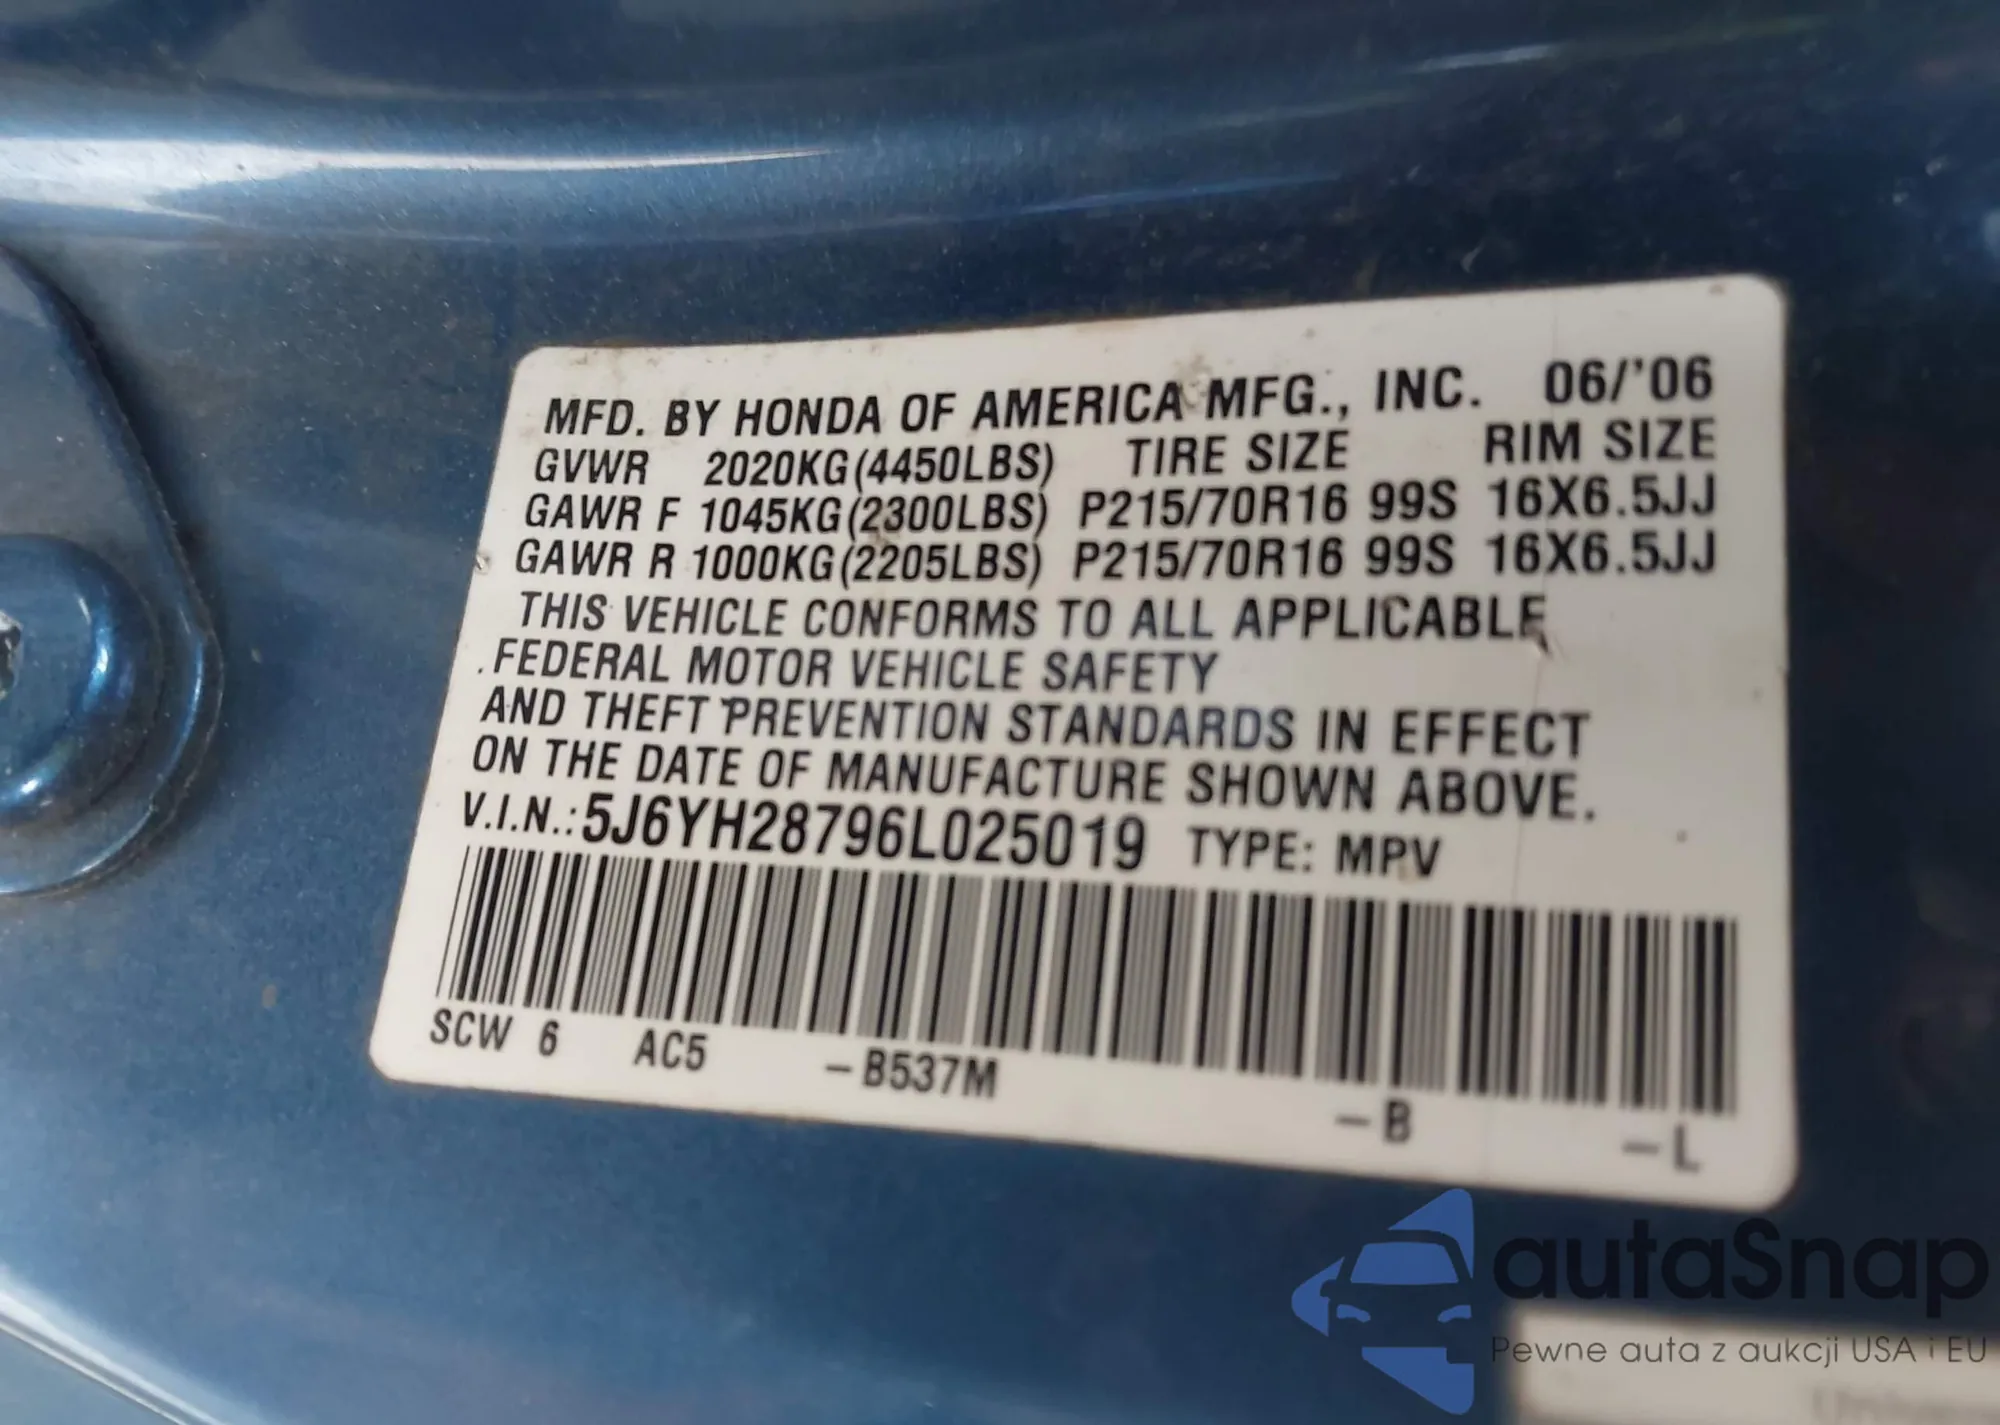 MFD. BY HONDA OF AMERICA MFG., INC. 06/'06
GVWR 2020KG(4450LBS) TIRE SIZE RIM SIZE
GAWR F 1045KG(2300LBS) P215/70R16 99S 16X6.5JJ
GAWR R 1000KG(2205LBS) P215/70R16 99S 16X6.5JJ
THIS VEHICLE CONFORMS TO ALL APPLICABLE
FEDERAL MOTOR VEHICLE SAFETY
AND THEFT PREVENTION STANDARDS IN EFFECT
ON THE DATE OF MANUFACTURE SHOWN ABOVE.
V.I.N.: 5J6YH28796L025019 TYPE: MPV
SCW 6 AC5 –B537M –B –L
autaSnap
Pewne auta z aukcji USA i EU